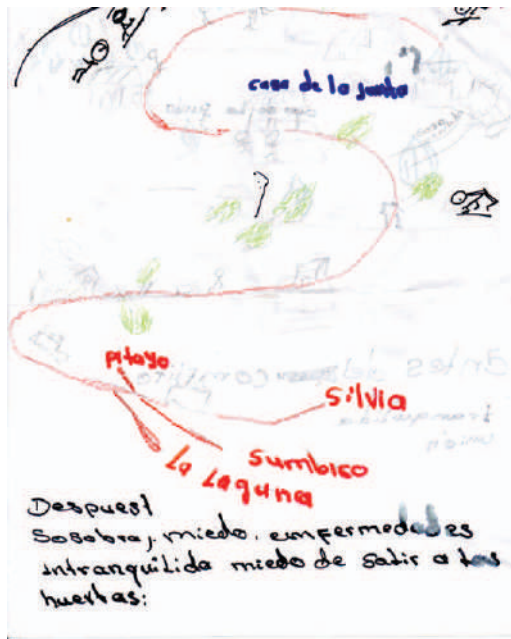 casa de la junta
pitayo
Silvia
Sumbico
La Laguna
Despues!
Sosobra, miedo, emfermedades
intranquilida miedo de salir a las
huertas: